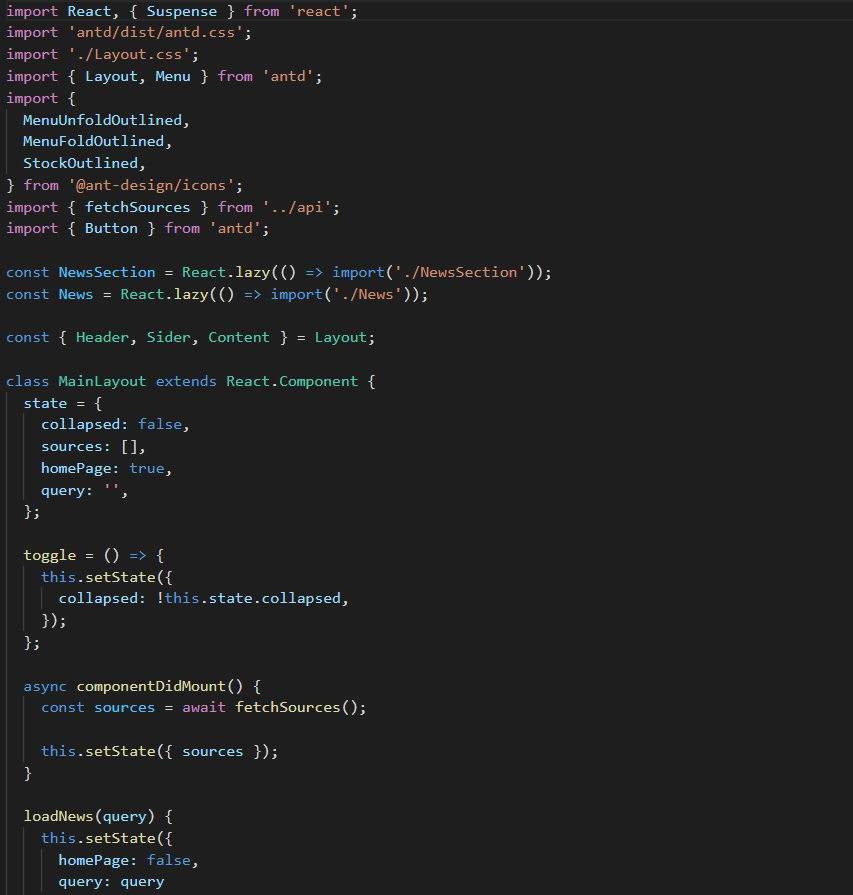 import React, { Suspense } from 'react';
import 'antd/dist/antd.css';
import './Layout.css';
import { Layout, Menu } from 'antd';
import {
  MenuUnfoldOutlined,
  MenuFoldOutlined,
  StockOutlined,
} from '@ant-design/icons';
import { fetchSources } from '../api';
import { Button } from 'antd';

const NewsSection = React.lazy(() => import('./NewsSection'));
const News = React.lazy(() => import('./News'));

const { Header, Sider, Content } = Layout;

class MainLayout extends React.Component {
  state = {
    collapsed: false,
    sources: [],
    homePage: true,
    query: '',
  };

  toggle = () => {
    this.setState({
      collapsed: !this.state.collapsed,
    });
  };

  async componentDidMount() {
    const sources = await fetchSources();

    this.setState({ sources });
  }

  loadNews(query) {
    this.setState({
      homePage: false,
      query: query